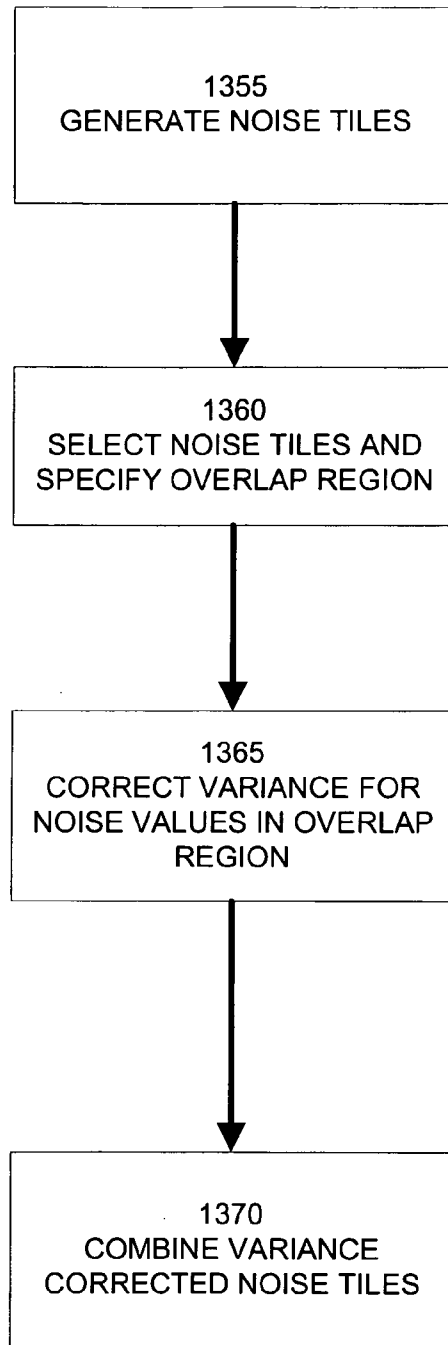 1355
GENERATE NOISE TILES
1360
SELECT NOISE TILES AND
SPECIFY OVERLAP REGION
1365
CORRECT VARIANCE FOR
NOISE VALUES IN OVERLAP
REGION
1370
COMBINE VARIANCE
CORRECTED NOISE TILES